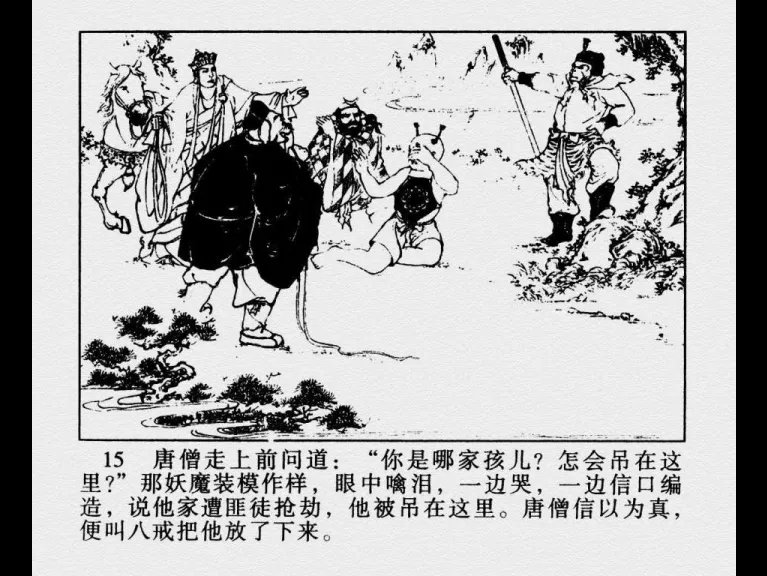 15 唐僧走上前问道：“你是哪家孩儿？怎会吊在这
里？”那妖魔装模作样，眼中噙泪，一边哭，一边信口编
造，说他家遭匪徒抢劫，他被吊在这里。唐僧信以为真，
便叫八戒把他放了下来。